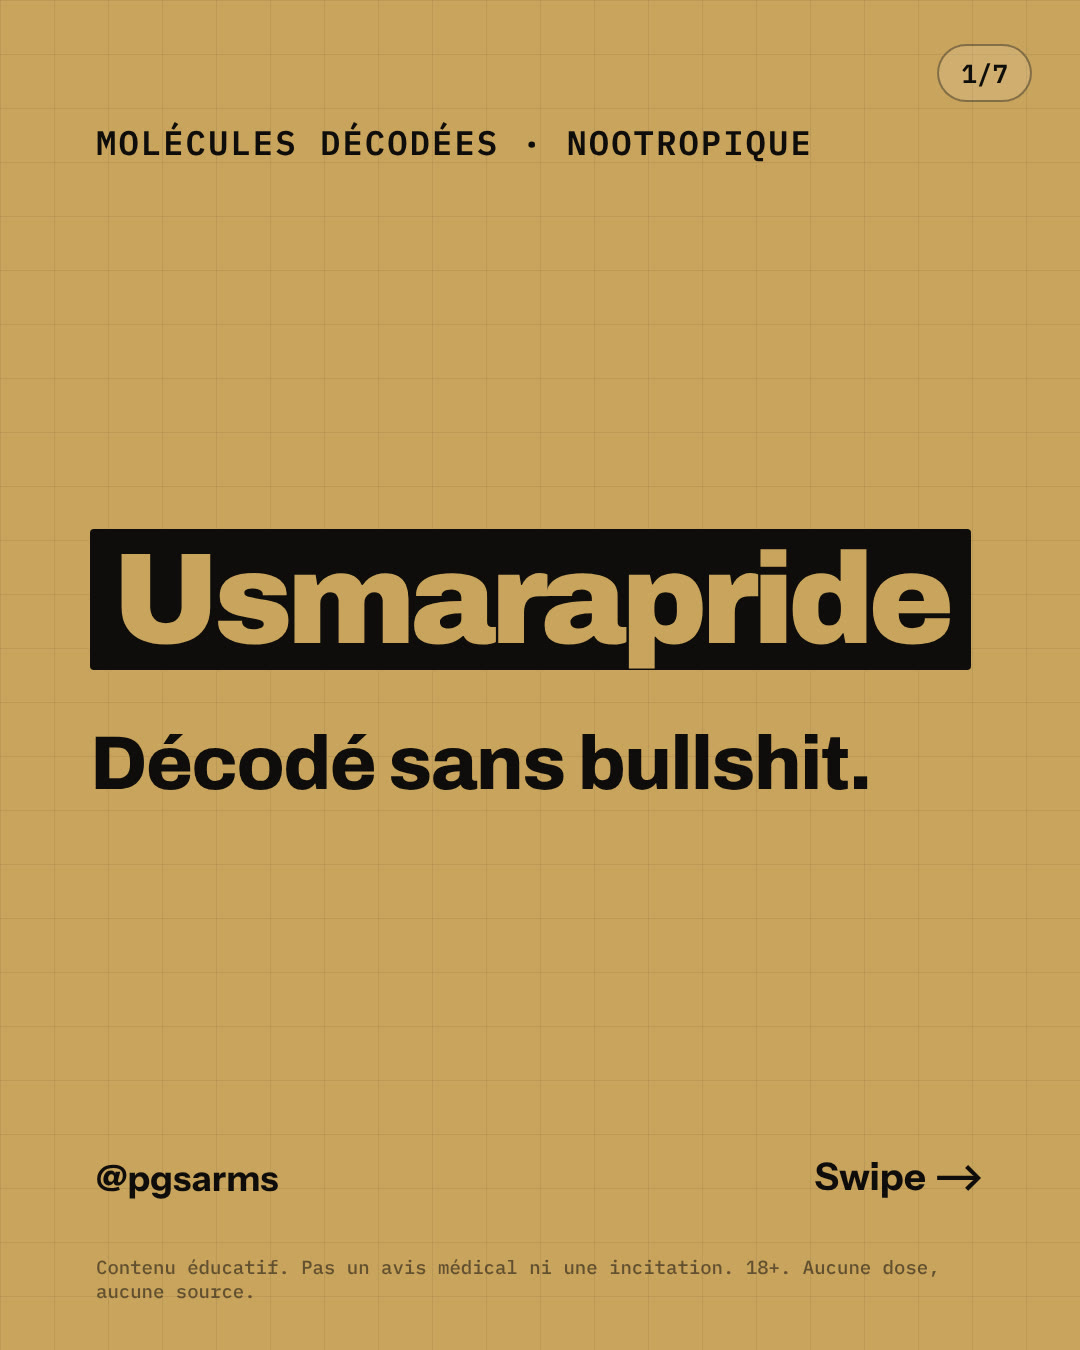 1/7
MOLÉCULES DÉCODÉES · NOOTROPIQUE
Usmarapride
Décodé sans bullshit.
@pgsarms
Swipe →
Contenu éducatif. Pas un avis médical ni une incitation. 18+. Aucune dose,
aucune source.